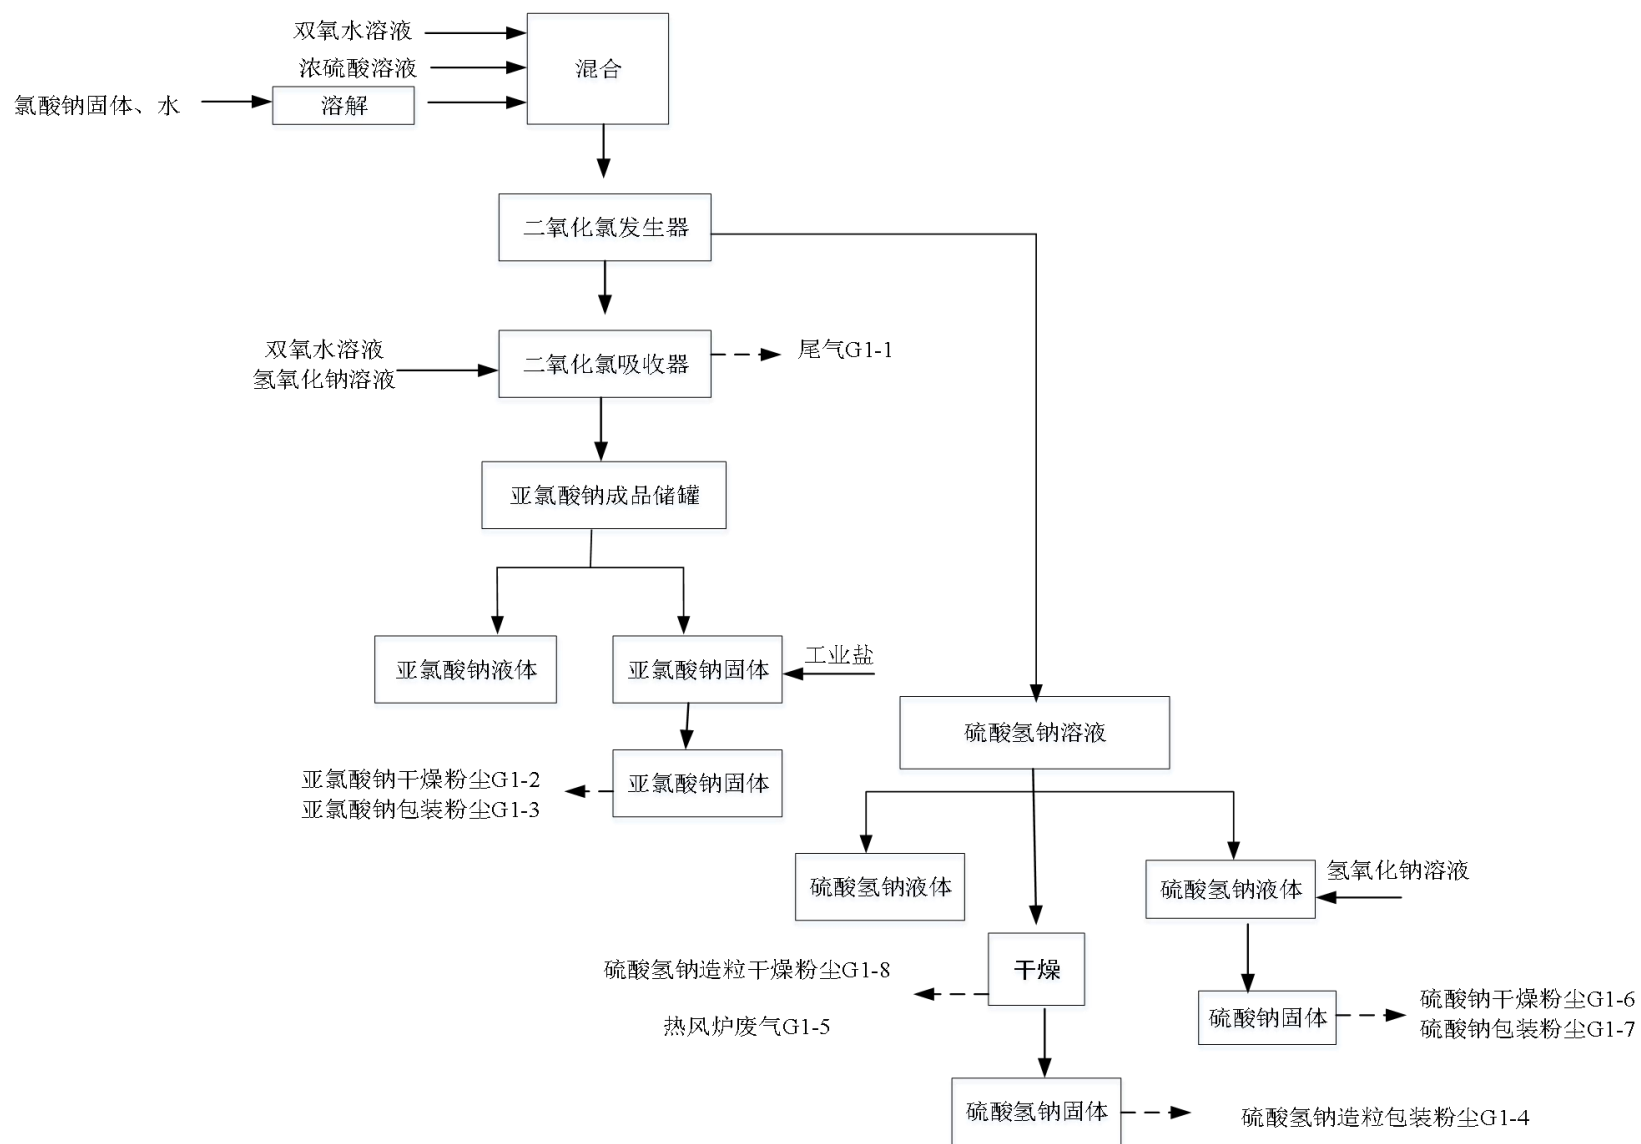 双氧水溶液
浓硫酸溶液
混合
氯酸钠固体、水
溶解
二氧化氯发生器
双氧水溶液
氢氧化钠溶液
二氧化氯吸收器
尾气G1-1
亚氯酸钠成品储罐
亚氯酸钠液体
亚氯酸钠固体
工业盐
硫酸氢钠溶液
亚氯酸钠干燥粉尘G1-2
亚氯酸钠包装粉尘G1-3
亚氯酸钠固体
硫酸氢钠液体
硫酸氢钠液体
氢氧化钠溶液
硫酸氢钠造粒干燥粉尘G1-8
干燥
热风炉废气G1-5
硫酸钠固体
硫酸钠干燥粉尘G1-6
硫酸钠包装粉尘G1-7
硫酸氢钠固体
硫酸氢钠造粒包装粉尘G1-4